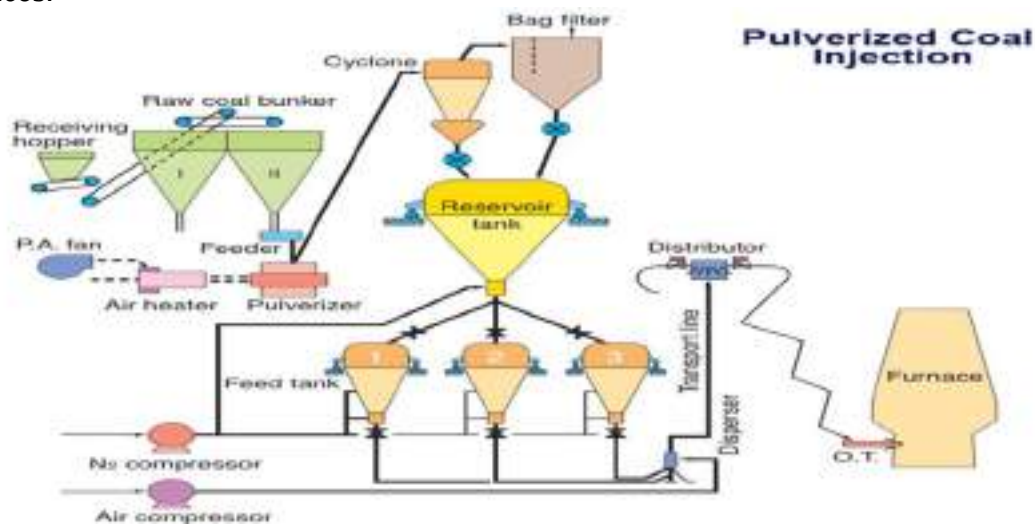 Bag filter
Pulverized Coal
Injection
Cyclone
Raw coal bunker
Receiving
hopper
I
II
Reservoir
tank
P.A. fan
Feeder
Distributor
Air heater
Pulverizer
Transport line
1
2
3
Feed tank
Furnace
Disperser
O.T.
N₂ compressor
Air compressor